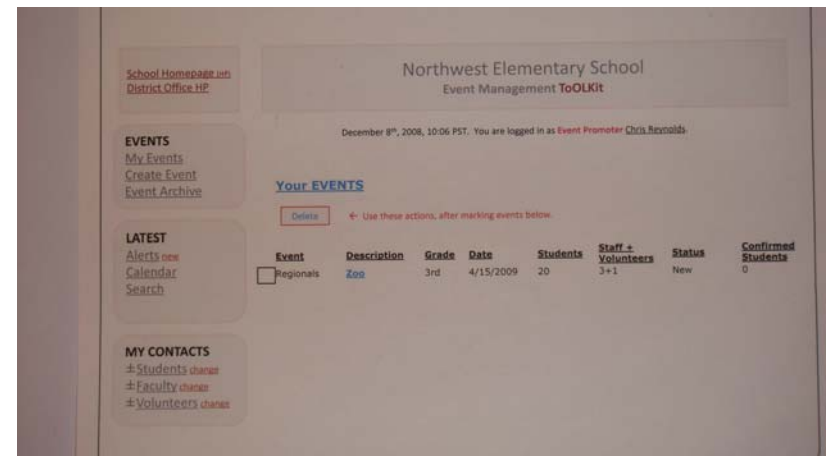 School Homepage
District Office HP
Northwest Elementary School
Event Management ToOLKit
December 8th, 2008, 10:06 PST. You are logged in as Event Promoter Chris Reynolds.
EVENTS
My Events
Create Event
Event Archive
Your EVENTS
Delete
← Use these actions, after marking events below.
LATEST
Alerts new
Calendar
Search
Event Description Grade Date Students Staff + Volunteers Status Confirmed Students
Regionals Zoo 3rd 4/15/2009 20 3+1 New 0
MY CONTACTS
±Students change
±Faculty change
±Volunteers change